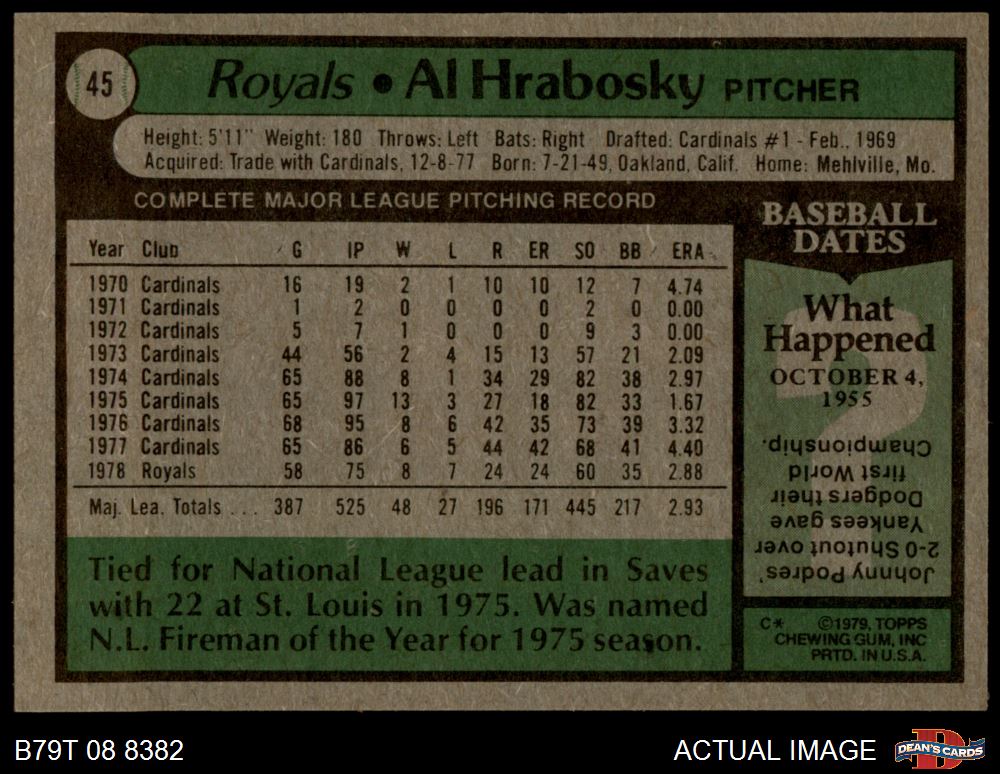 45
Royals • Al Hrabosky PITCHER
Height: 5'11" Weight: 180 Throws: Left Bats: Right Drafted: Cardinals #1 - Feb., 1969
Acquired: Trade with Cardinals, 12-8-77 Born: 7-21-49, Oakland, Calif. Home: Mehlville, Mo.
COMPLETE MAJOR LEAGUE PITCHING RECORD
Year Club G IP W L R ER SO BB ERA
1970 Cardinals 16 19 2 1 10 10 12 7 4.74
1971 Cardinals 1 2 0 0 0 0 2 0 0.00
1972 Cardinals 5 7 1 0 0 0 9 3 0.00
1973 Cardinals 44 56 2 4 15 13 57 21 2.09
1974 Cardinals 65 88 8 1 34 29 82 38 2.97
1975 Cardinals 65 97 13 3 27 18 82 33 1.67
1976 Cardinals 68 95 8 6 42 35 73 39 3.32
1977 Cardinals 65 86 6 5 44 42 68 41 4.40
1978 Royals 58 75 8 7 24 24 60 35 2.88
Maj. Lea. Totals ... 387 525 48 27 196 171 445 217 2.93
Tied for National League lead in Saves
with 22 at St. Louis in 1975. Was named
N.L. Fireman of the Year for 1975 season.
BASEBALL
DATES
What
Happened
OCTOBER 4,
1955
Johnny Podres'
2-0 Shutout over
Yankees gave
Dodgers their
first World
Championship.
C* ©1979, TOPPS
CHEWING GUM, INC
PRTD. IN U.S.A.
B79T 08 8382
ACTUAL IMAGE
D
DEAN'S CARDS